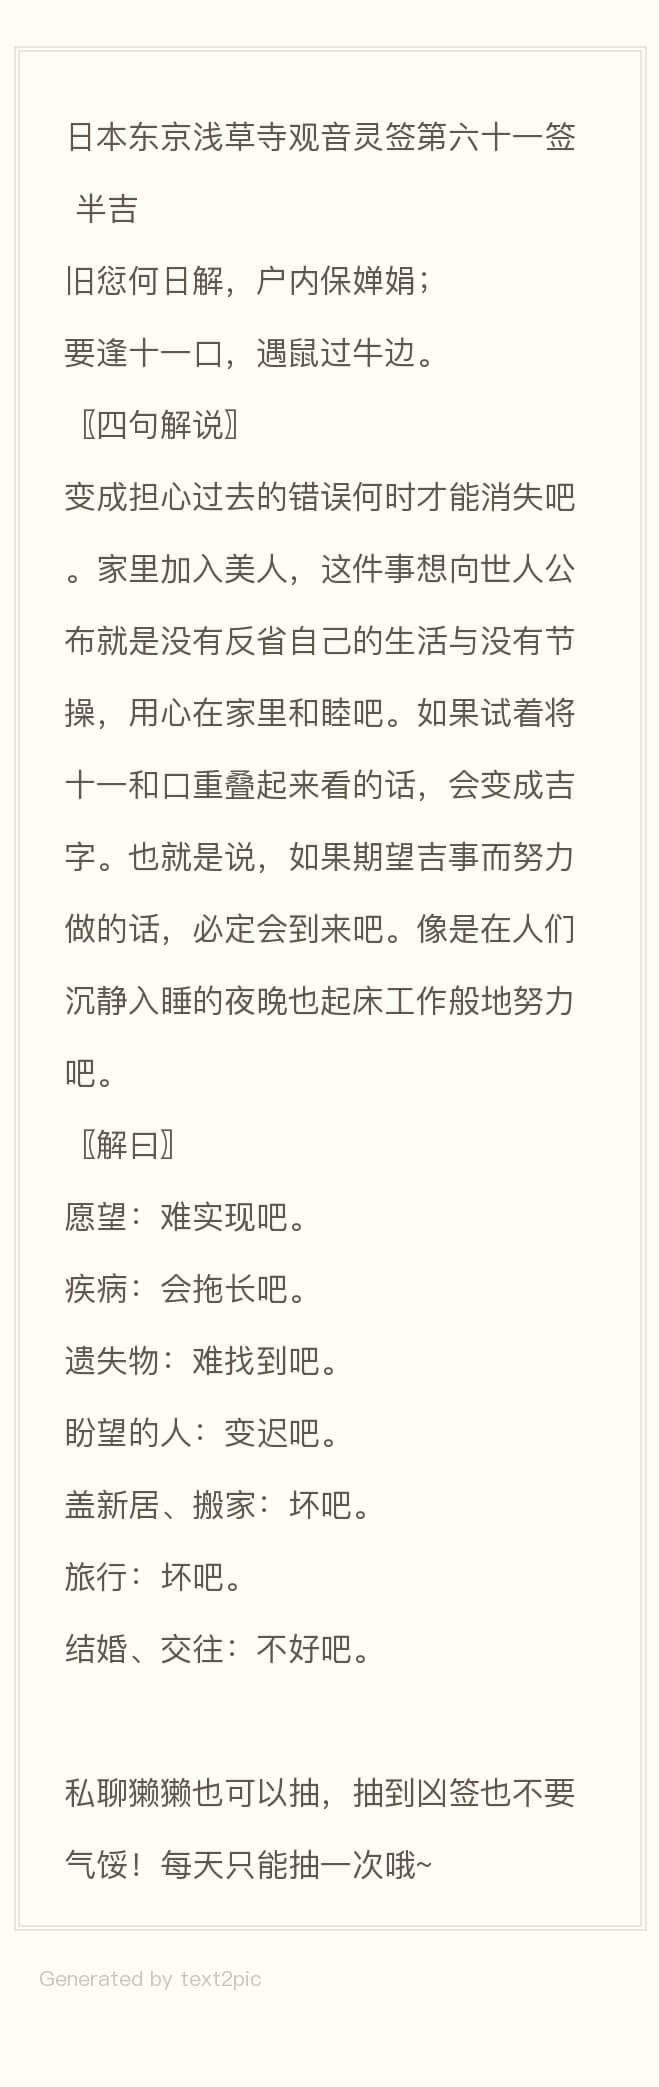 日本东京浅草寺观音灵签第六十一签
半吉
旧愆何日解，户内保婵娟；
要逢十一口，遇鼠过牛边。
〖四句解说〗
变成担心过去的错误何时才能消失吧
。家里加入美人，这件事想向世人公
布就是没有反省自己的生活与没有节
操，用心在家里和睦吧。如果试着将
十一和口重叠起来看的话，会变成吉
字。也就是说，如果期望吉事而努力
做的话，必定会到来吧。像是在人们
沉静入睡的夜晚也起床工作般地努力
吧。
〖解曰〗
愿望：难实现吧。
疾病：会拖长吧。
遗失物：难找到吧。
盼望的人：变迟吧。
盖新居、搬家：坏吧。
旅行：坏吧。
结婚、交往：不好吧。
私聊獭獭也可以抽，抽到凶签也不要
气馁！每天只能抽一次哦~
Generated by text2pic